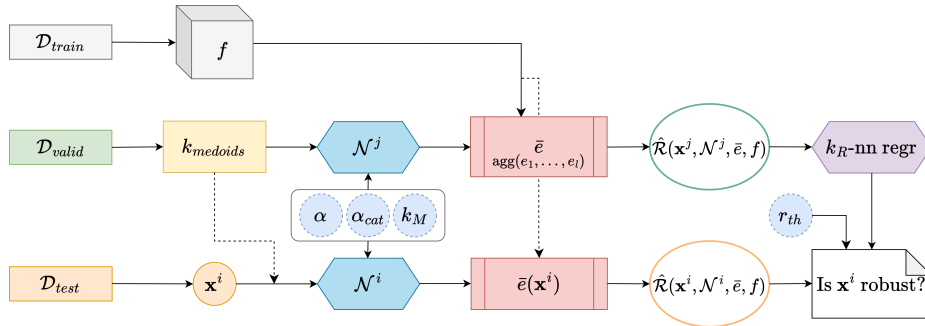 𝒟_train
f
𝒟_valid
k_medoids
𝒩^j
ē
agg(e_1, . . . , e_l)
ℛ̂(𝐱^j, 𝒩^j, ē, f)
k_R-nn regr
α
α_cat
k_M
r_th
𝒟_test
𝐱^i
𝒩^i
ē(𝐱^i)
ℛ̂(𝐱^i, 𝒩^i, ē, f)
Is 𝐱^i robust?